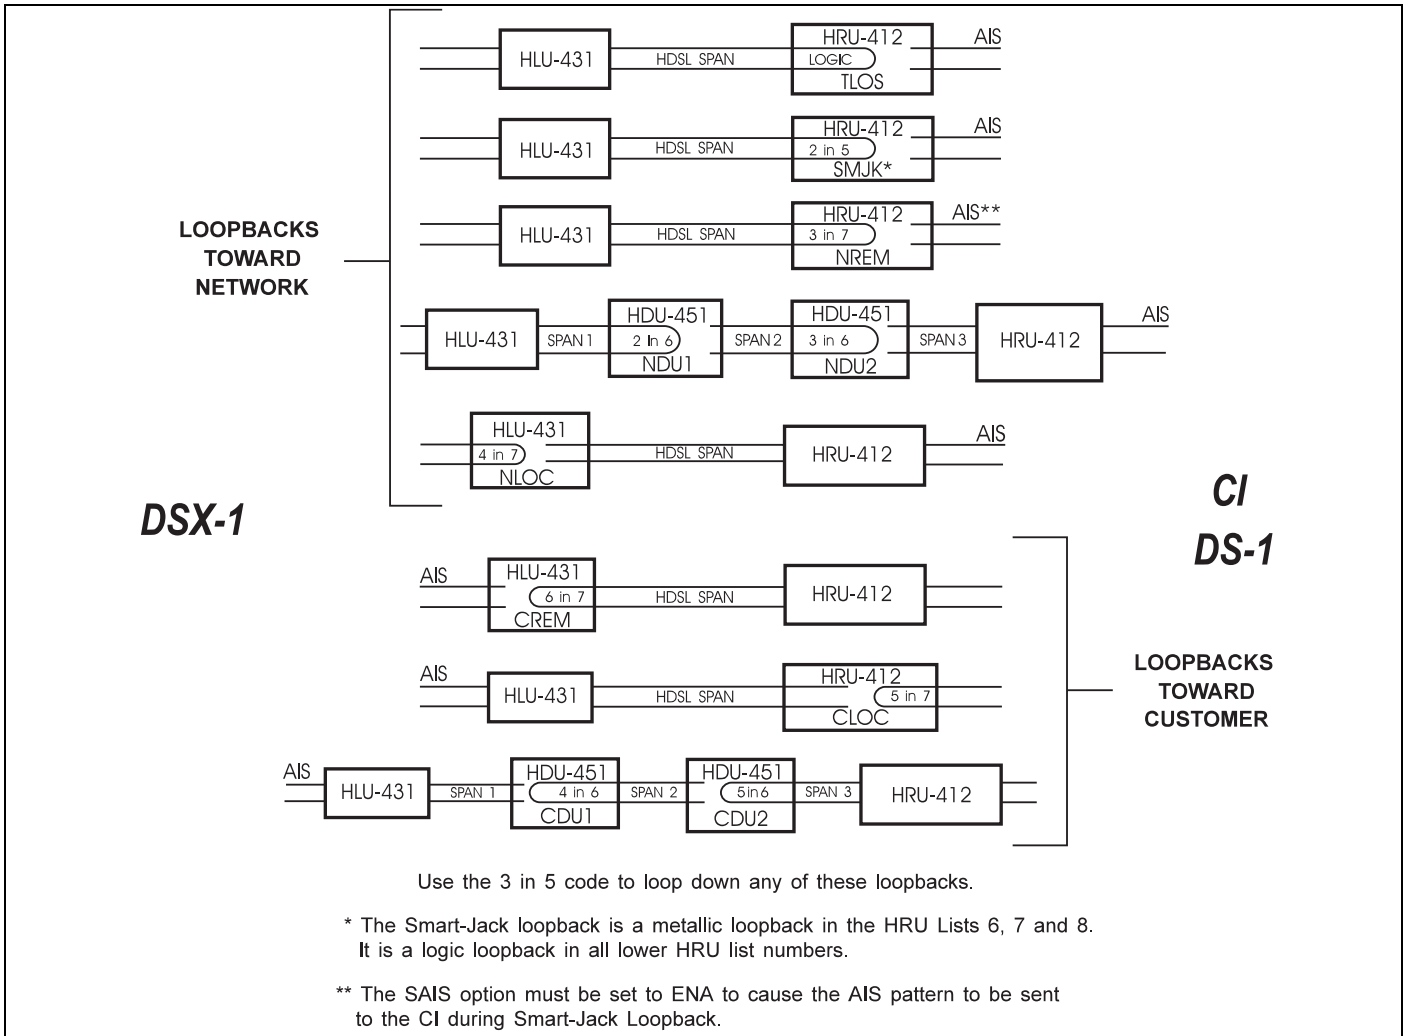 HLU-431 HDSL SPAN HRU-412 LOGIC TLOS AIS
HLU-431 HDSL SPAN HRU-412 2 in 5 SMJK* AIS
HLU-431 HDSL SPAN HRU-412 3 in 7 NREM AIS**
LOOPBACKS
TOWARD
NETWORK
HLU-431 SPAN 1 HDU-451 2 In 6 NDU1 SPAN 2 HDU-451 3 in 6 NDU2 SPAN 3 HRU-412 AIS
HLU-431 4 in 7 NLOC HDSL SPAN HRU-412 AIS
DSX-1
CI
DS-1
AIS HLU-431 6 in 7 CREM HDSL SPAN HRU-412
AIS HLU-431 HDSL SPAN HRU-412 5 in 7 CLOC
LOOPBACKS
TOWARD
CUSTOMER
AIS HLU-431 SPAN 1 HDU-451 4 in 6 CDU1 SPAN 2 HDU-451 5 in 6 CDU2 SPAN 3 HRU-412
Use the 3 in 5 code to loop down any of these loopbacks.
* The Smart-Jack loopback is a metallic loopback in the HRU Lists 6, 7 and 8.
It is a logic loopback in all lower HRU list numbers.
** The SAIS option must be set to ENA to cause the AIS pattern to be sent
to the CI during Smart-Jack Loopback.